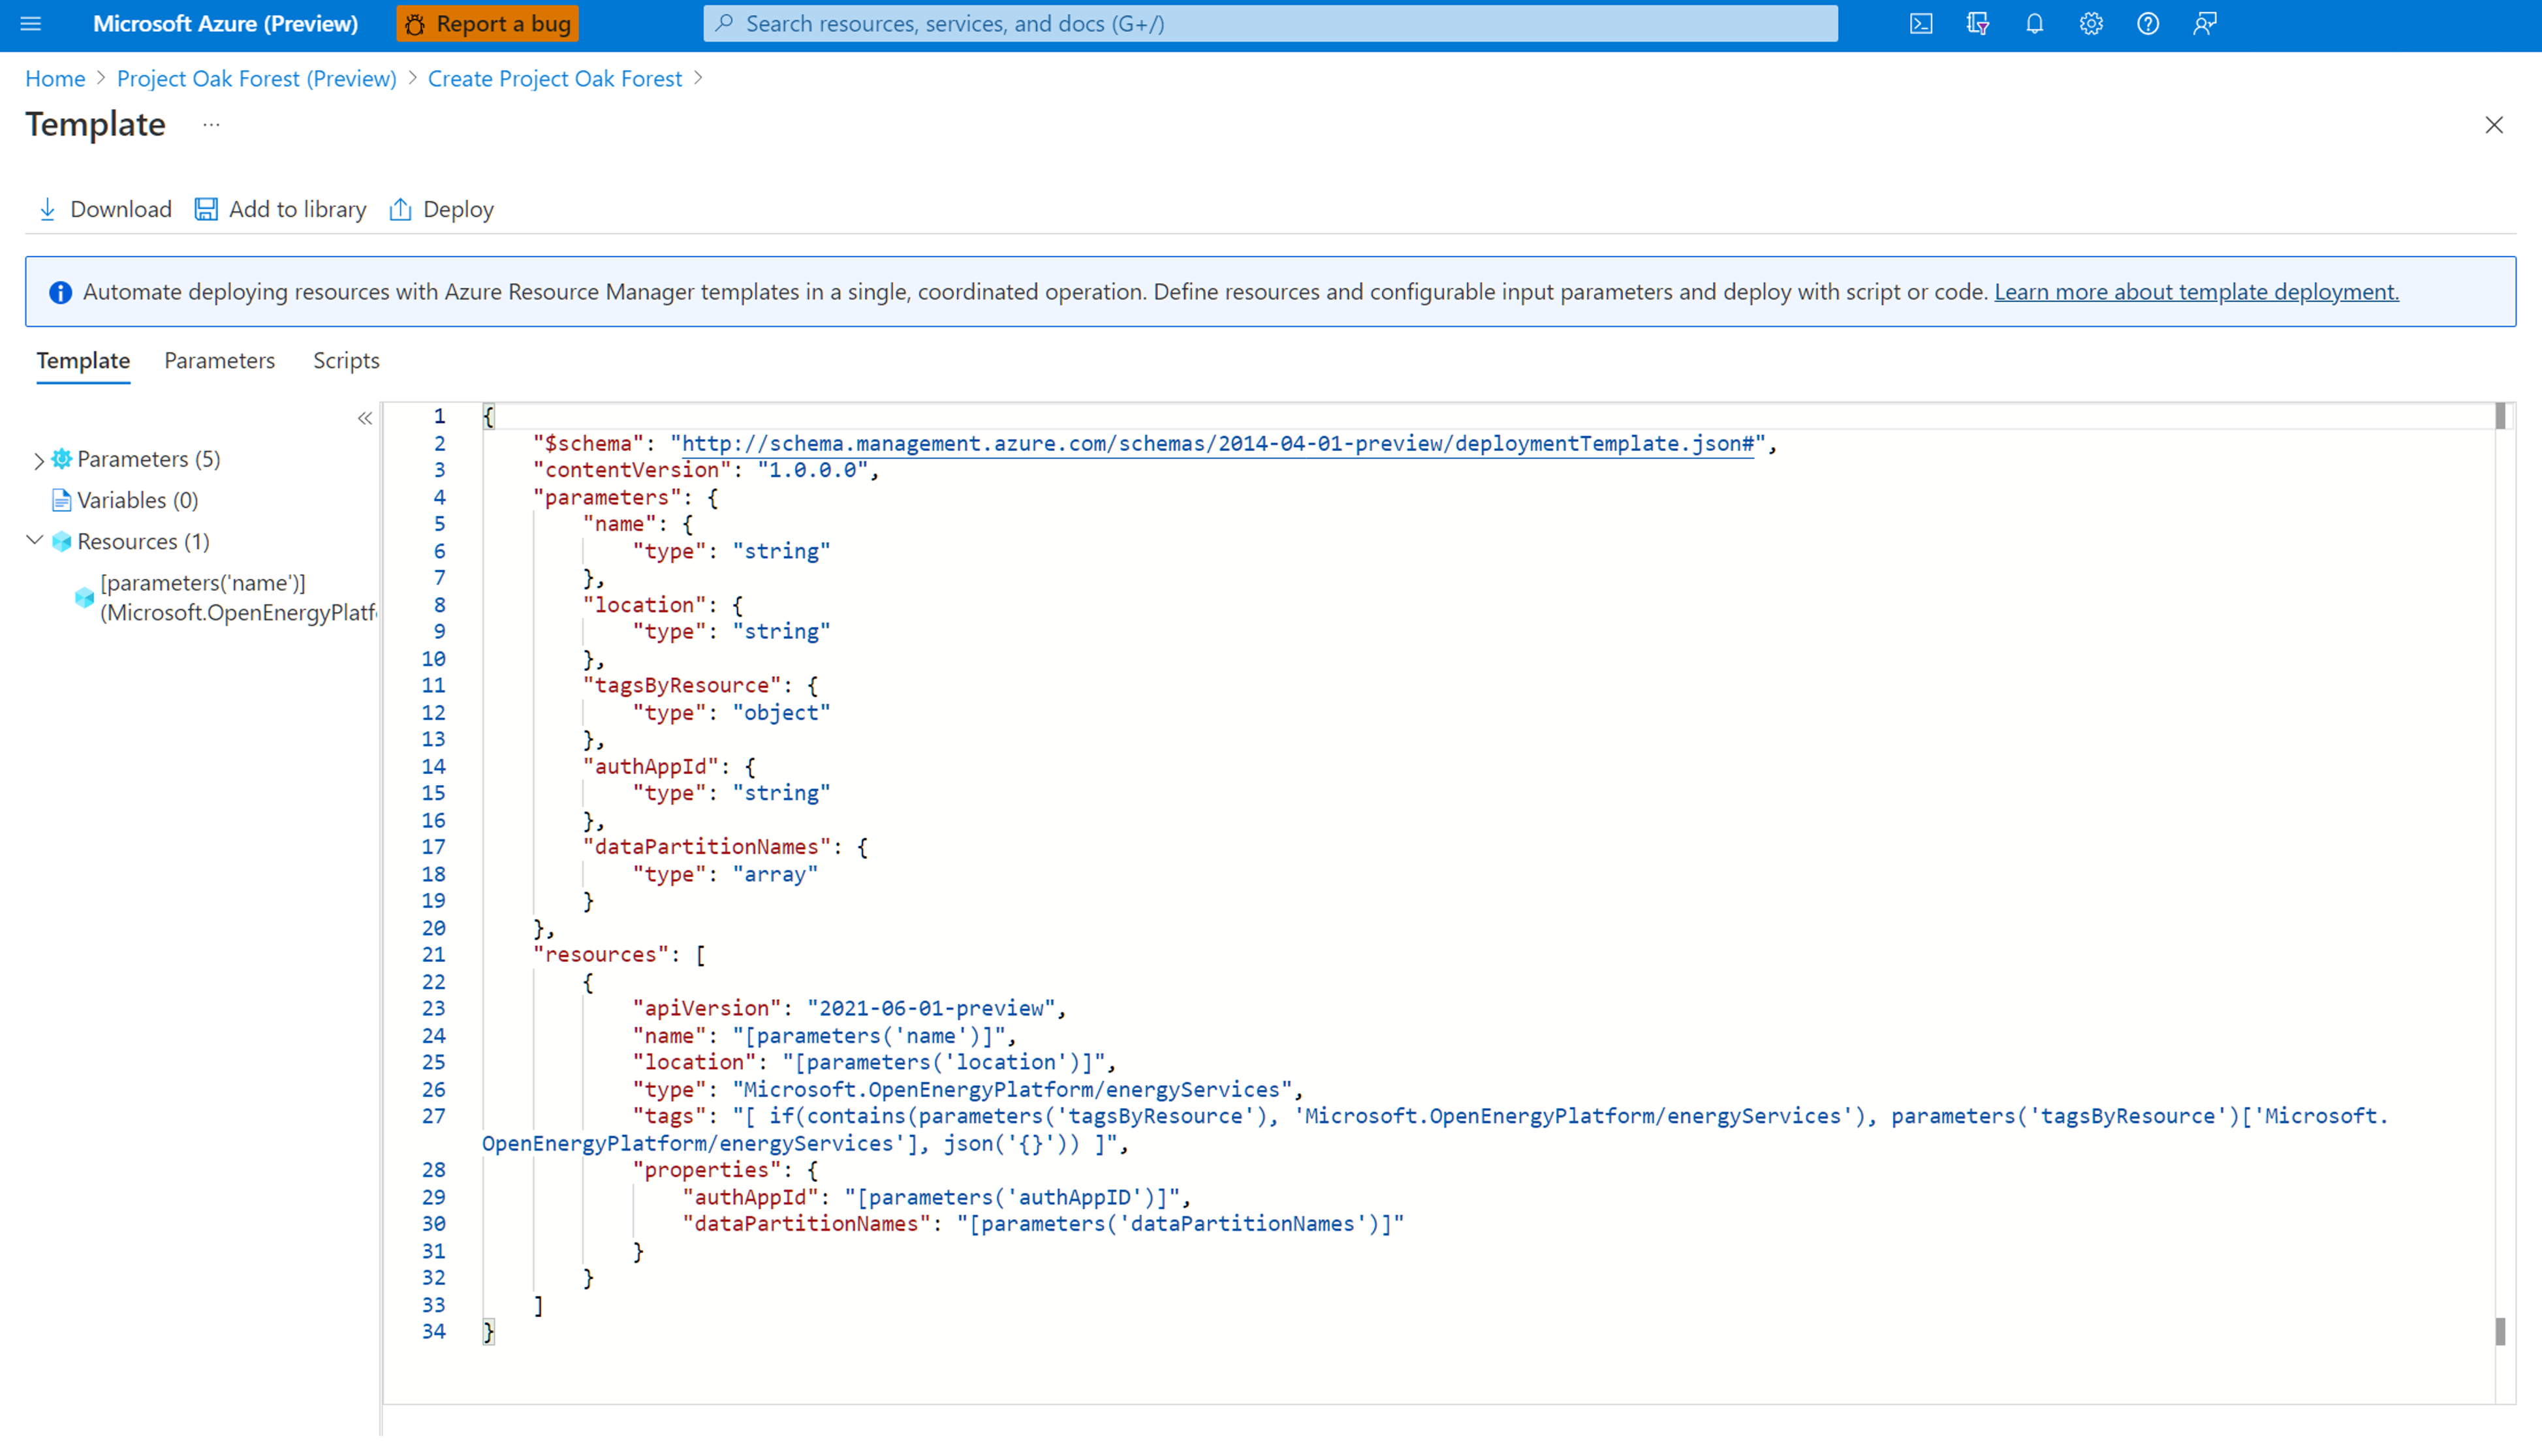 Microsoft Azure (Preview)
Report a bug
Search resources, services, and docs (G+/)
Home > Project Oak Forest (Preview) > Create Project Oak Forest >
Template ...
Download
Add to library
Deploy
Automate deploying resources with Azure Resource Manager templates in a single, coordinated operation. Define resources and configurable input parameters and deploy with script or code. Learn more about template deployment.
Template
Parameters
Scripts
Parameters (5)
Variables (0)
Resources (1)
[parameters('name')]
(Microsoft.OpenEnergyPlatf
1 {
2 "$schema": "http://schema.management.azure.com/schemas/2014-04-01-preview/deploymentTemplate.json#",
3 "contentVersion": "1.0.0.0",
4 "parameters": {
5 "name": {
6 "type": "string"
7 },
8 "location": {
9 "type": "string"
10 },
11 "tagsByResource": {
12 "type": "object"
13 },
14 "authAppId": {
15 "type": "string"
16 },
17 "dataPartitionNames": {
18 "type": "array"
19 }
20 },
21 "resources": [
22 {
23 "apiVersion": "2021-06-01-preview",
24 "name": "[parameters('name')]",
25 "location": "[parameters('location')]",
26 "type": "Microsoft.OpenEnergyPlatform/energyServices",
27 "tags": "[ if(contains(parameters('tagsByResource'), 'Microsoft.OpenEnergyPlatform/energyServices'), parameters('tagsByResource')['Microsoft.
OpenEnergyPlatform/energyServices'], json('{}')) ]",
28 "properties": {
29 "authAppId": "[parameters('authAppID')]",
30 "dataPartitionNames": "[parameters('dataPartitionNames')]"
31 }
32 }
33 ]
34 }